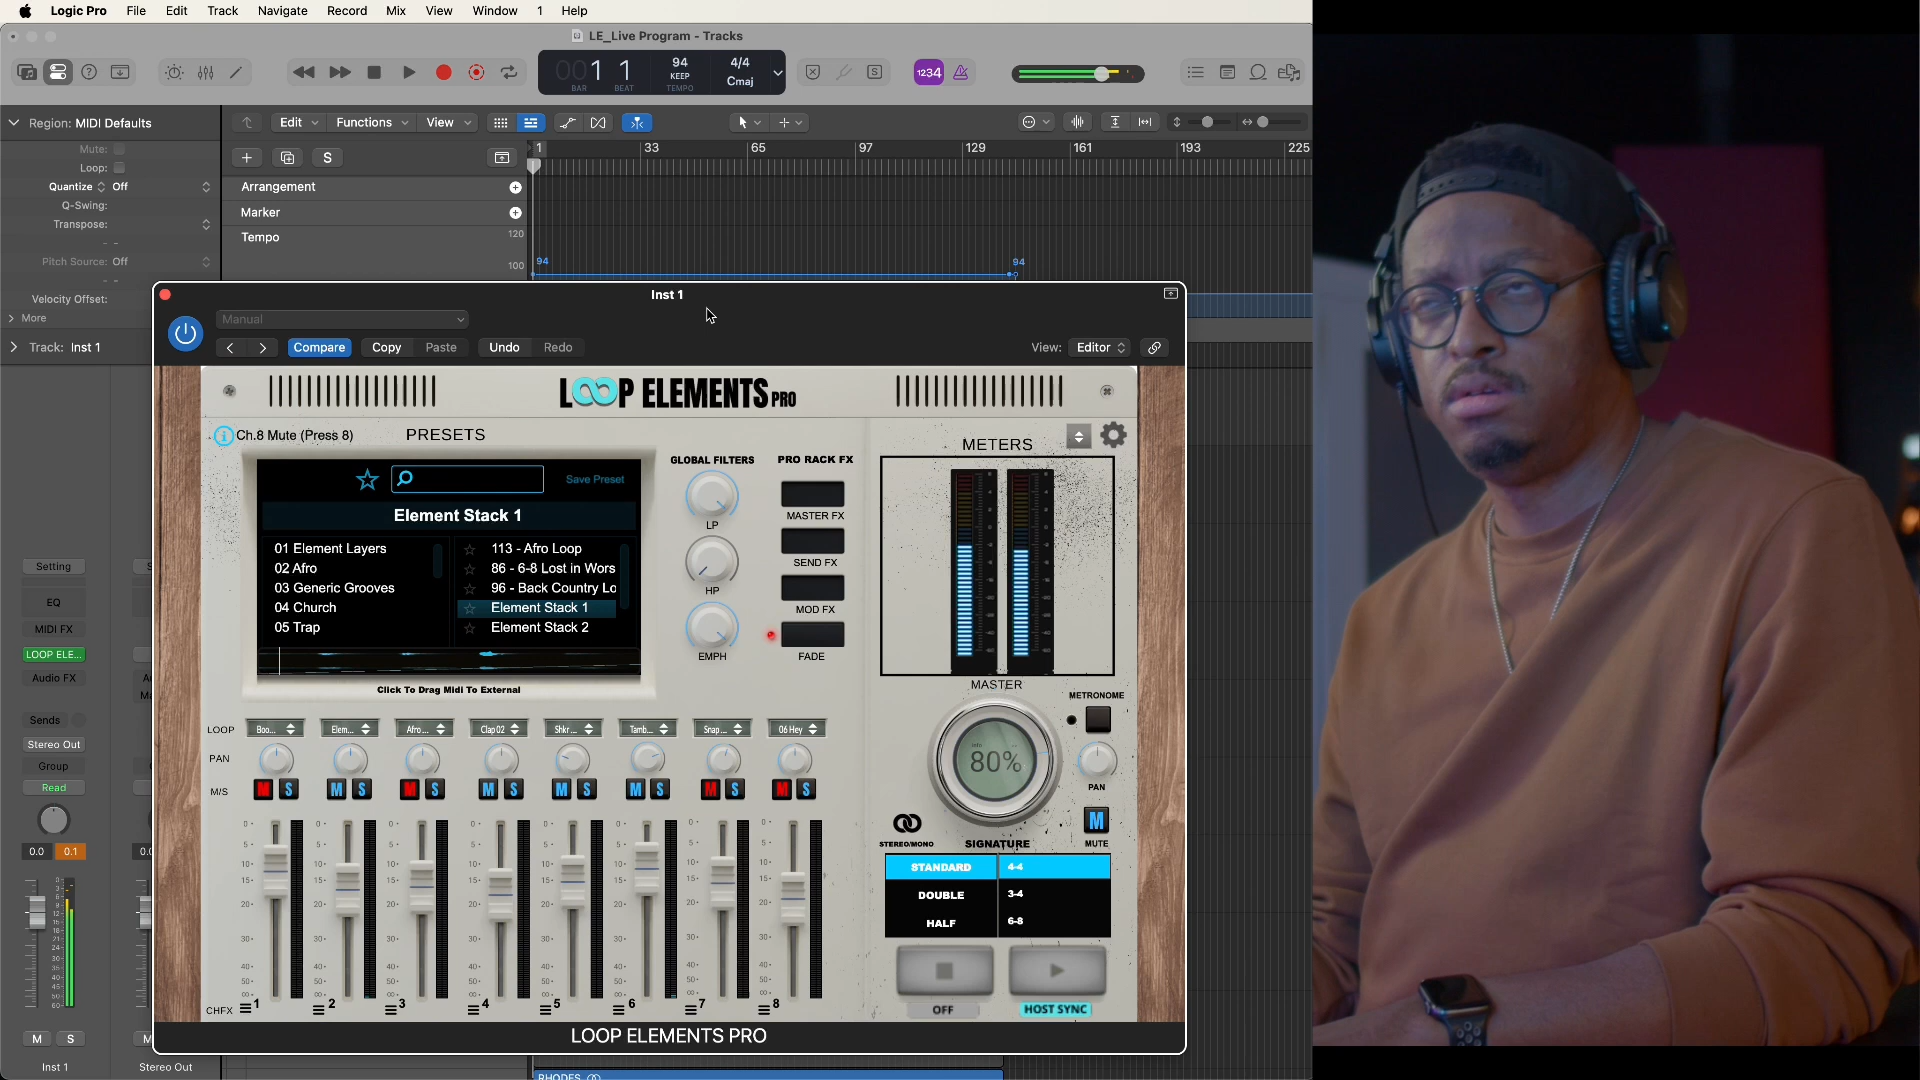 Logic Pro File Edit Track Navigate Record Mix View Window 1 Help
LE_Live Program - Tracks
001 1 94 4/4
KEEP Cmaj
BAR BEAT TEMPO
1234
S
Region: MIDI Defaults
Edit Functions View
Mute:
Loop:
Quantize Off
Q-Swing:
Transpose:
Pitch Source: Off
Velocity Offset:
More
Track: Inst 1
S
1 33 65 97 129 161 193 225
Arrangement
Marker
Tempo
120
100
94 94
Inst 1
Manual
Compare Copy Paste Undo Redo
View: Editor
LOOP ELEMENTS PRO
Ch.8 Mute (Press 8)
PRESETS
Save Preset
Element Stack 1
01 Element Layers
02 Afro
03 Generic Grooves
04 Church
05 Trap
113 - Afro Loop
86 - 6-8 Lost in Wors
96 - Back Country Lo
Element Stack 1
Element Stack 2
Click To Drag Midi To External
GLOBAL FILTERS
LP
HP
EMPH
PRO RACK FX
MASTER FX
SEND FX
MOD FX
FADE
METERS
MASTER
METRONOME
80%
PAN
M
MUTE
STEREO/MONO
SIGNATURE
STANDARD 4-4
DOUBLE 3-4
HALF 6-8
OFF
HOST SYNC
LOOP Boo... Elem... Afro... Clap 02 Shkr... Tamb... Snap... 06 Hey
PAN
M/S M S M S M S M S M S M S M S M S
CHFX 1 2 3 4 5 6 7 8
LOOP ELEMENTS PRO
Setting
EQ
MIDI FX
LOOP ELE...
Audio FX
Sends
Stereo Out
Group
Read
0.0 0.1
M S
Inst 1
Stereo Out
RHODES